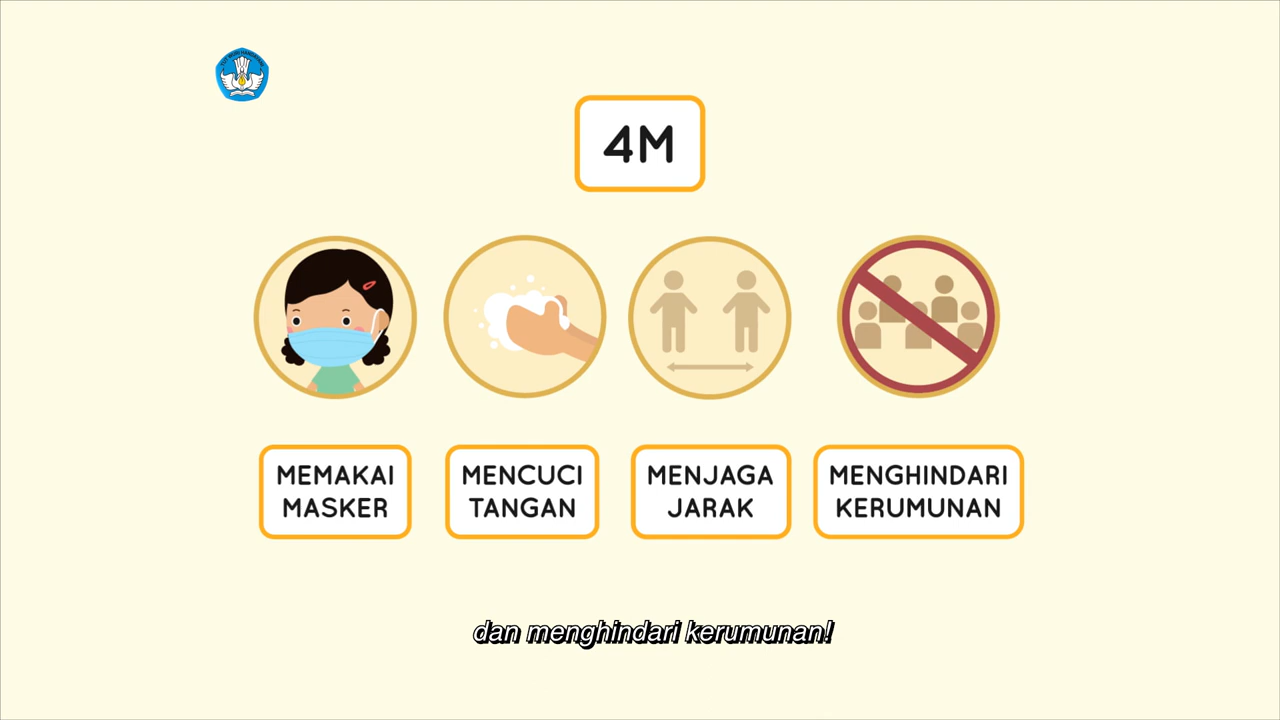 4M
MEMAKAI
MASKER
MENCUCI
TANGAN
MENJAGA
JARAK
MENGHINDARI
KERUMUNAN
dan menghindari kerumunan!